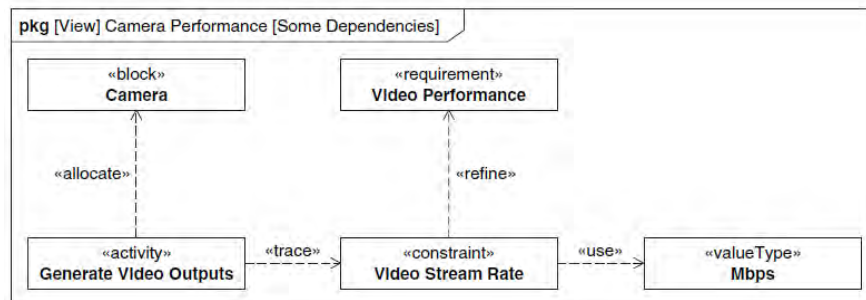 pkg [View] Camera Performance [Some Dependencies]
«block»
Camera
«requirement»
Video Performance
«allocate»
«refine»
«activity»
Generate Video Outputs
«trace»
«constraint»
Video Stream Rate
«use»
«valueType»
Mbps